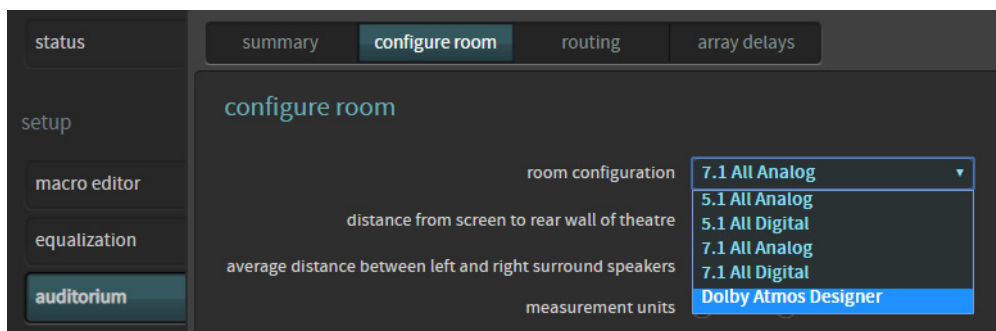 status
summary
configure room
routing
array delays
setup
configure room
macro editor
room configuration
7.1 All Analog
5.1 All Analog
distance from screen to rear wall of theatre
5.1 All Digital
equalization
7.1 All Analog
average distance between left and right surround speakers
7.1 All Digital
auditorium
Dolby Atmos Designer
measurement units